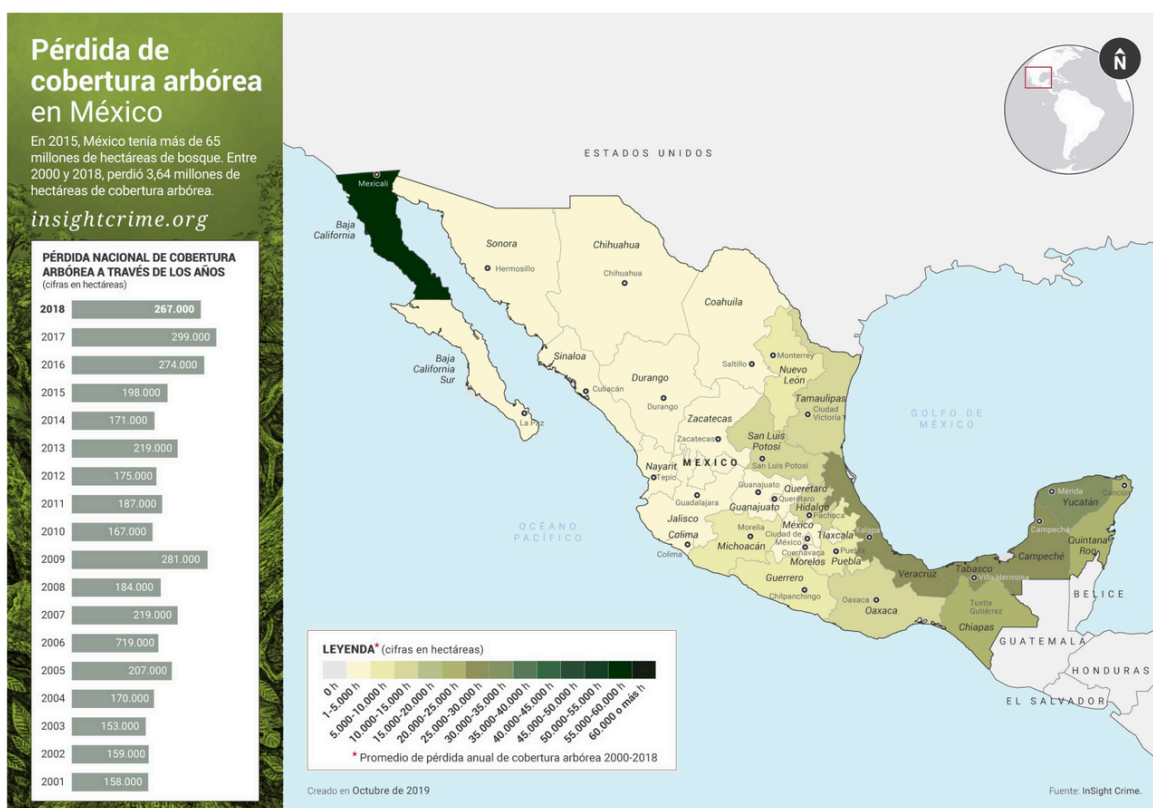 Pérdida de
cobertura arbórea
en México
En 2015, México tenía más de 65
millones de hectáreas de bosque. Entre
2000 y 2018, perdió 3,64 millones de
hectáreas de cobertura arbórea.
insightcrime.org
PÉRDIDA NACIONAL DE COBERTURA
ARBÓREA A TRAVÉS DE LOS AÑOS
(cifras en hectáreas)
2018 267.000
2017 299.000
2016 274.000
2015 198.000
2014 171.000
2013 219.000
2012 175.000
2011 187.000
2010 167.000
2009 281.000
2008 184.000
2007 219.000
2006 719.000
2005 207.000
2004 170.000
2003 153.000
2002 159.000
2001 158.000
N
ESTADOS UNIDOS
Mexicali
Baja
California
Sonora
Hermosillo
Chihuahua
Chihuahua
Coahuila
Baja
California
Sur
La Paz
Sinaloa
Culiacán
Durango
Durango
Saltillo
Monterrey
Nuevo
León
Tamaulipas
Ciudad
Victoria
Zacatecas
Zacatecas
San Luis
Potosí
San Luis Potosí
GOLFO DE
MÉXICO
MEXICO
Nayarit
Tepic
Guadalajara
Jalisco
Guanajuato
Guanajuato
Querétaro
Querétaro
Hidalgo
Pachuca
OCÉANO
PACÍFICO
Colima
Colima
Morelia
Michoacán
México
Ciudad de
México
Cuernavaca
Morelos
Tlaxcala
Puebla
Puebla
Xalapa
Veracruz
Guerrero
Chilpancingo
Oaxaca
Oaxaca
Tabasco
Villa Hermosa
Tuxtla
Gutiérrez
Chiapas
Mérida
Yucatán
Cancún
Campeché
Campeché
Quintana
Roo
BELICE
GUATEMALA
HONDURAS
EL SALVADOR
LEYENDA* (cifras en hectáreas)
0 h
1-5.000 h
5.000-10.000 h
10.000-15.000 h
15.000-20.000 h
20.000-25.000 h
25.000-30.000 h
30.000-35.000 h
35.000-40.000 h
40.000-45.000 h
45.000-50.000 h
50.000-55.000 h
55.000-60.000 h
60.000 o más h
* Promedio de pérdida anual de cobertura arbórea 2000-2018
Creado en Octubre de 2019
Fuente: InSight Crime.